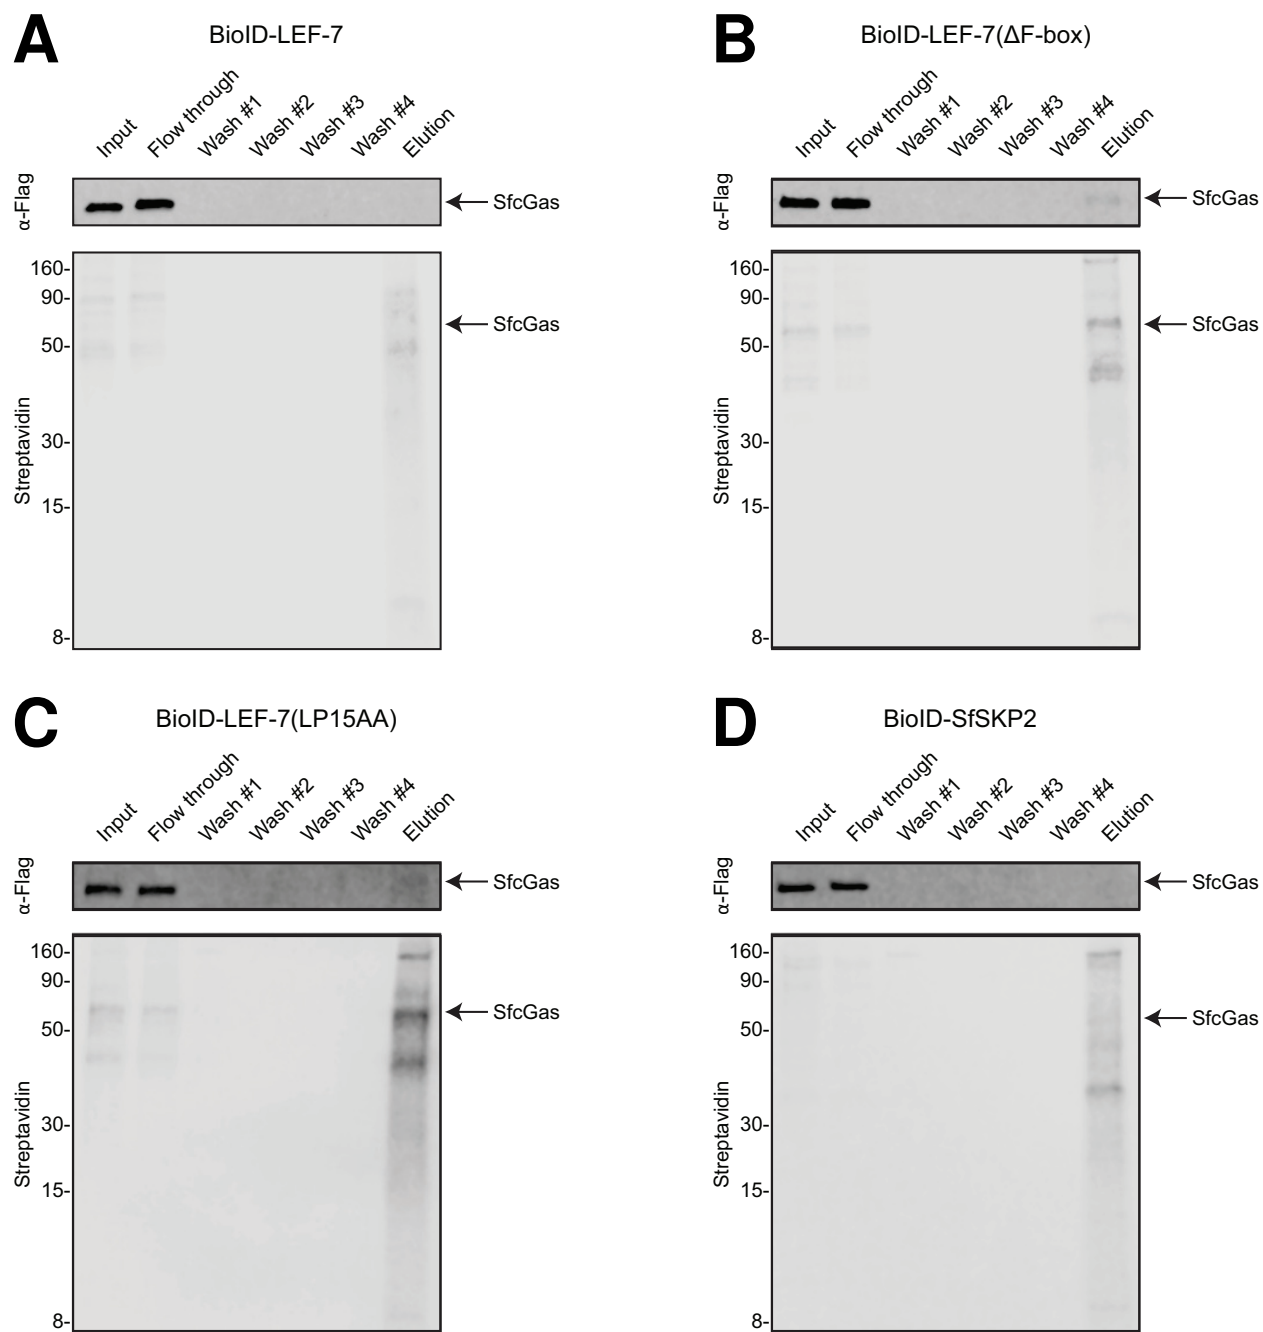 A
BioID-LEF-7
Input
Flow through
Wash #1
Wash #2
Wash #3
Wash #4
Elution
α-Flag
SfcGas
160-
90-
50-
30-
15-
8-
Streptavidin
SfcGas
B
BioID-LEF-7(ΔF-box)
Input
Flow through
Wash #1
Wash #2
Wash #3
Wash #4
Elution
α-Flag
SfcGas
160-
90-
50-
30-
15-
8-
Streptavidin
SfcGas
C
BioID-LEF-7(LP15AA)
Input
Flow through
Wash #1
Wash #2
Wash #3
Wash #4
Elution
α-Flag
SfcGas
160-
90-
50-
30-
15-
8-
Streptavidin
SfcGas
D
BioID-SfSKP2
Input
Flow through
Wash #1
Wash #2
Wash #3
Wash #4
Elution
α-Flag
SfcGas
160-
90-
50-
30-
15-
8-
Streptavidin
SfcGas